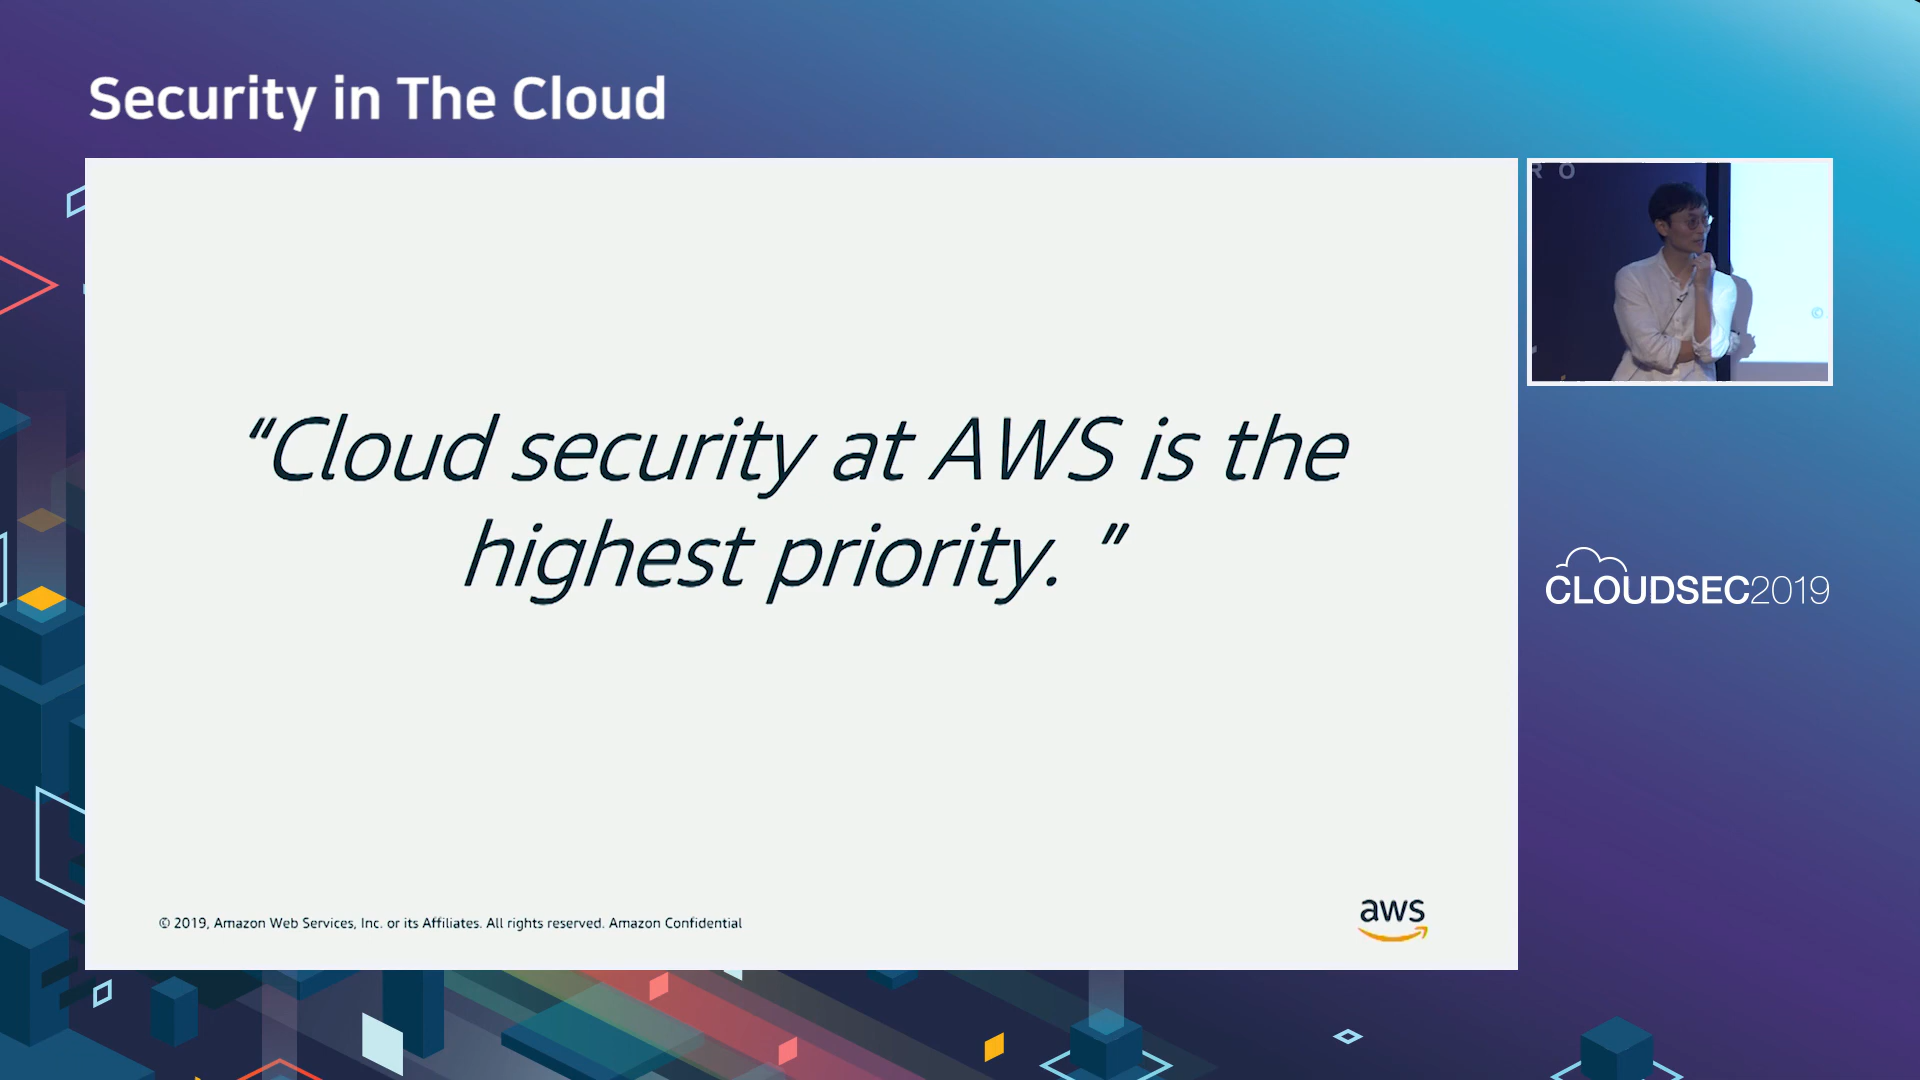 Security in The Cloud
R O
“Cloud security at AWS is the
highest priority. ”
©
CLOUDSEC2019
© 2019, Amazon Web Services, Inc. or its Affiliates. All rights reserved. Amazon Confidential
aws